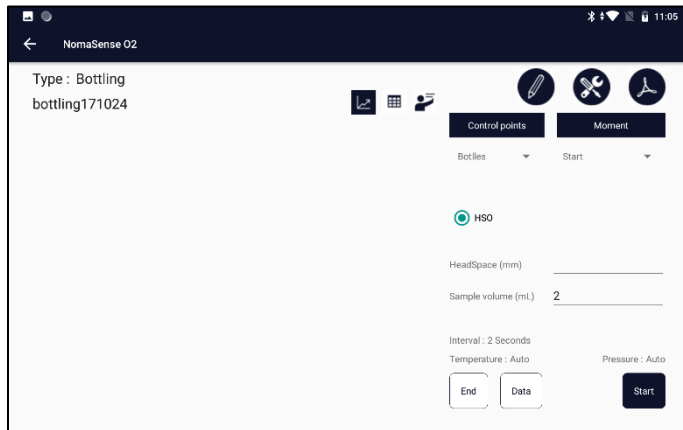 11:05
NomaSense O2
Type : Bottling
bottling171024
Control points
Moment
Botlles
Start
HSO
HeadSpace (mm)
Sample volume (mL) 2
Interval : 2 Seconds
Temperature : Auto
Pressure : Auto
End
Data
Start